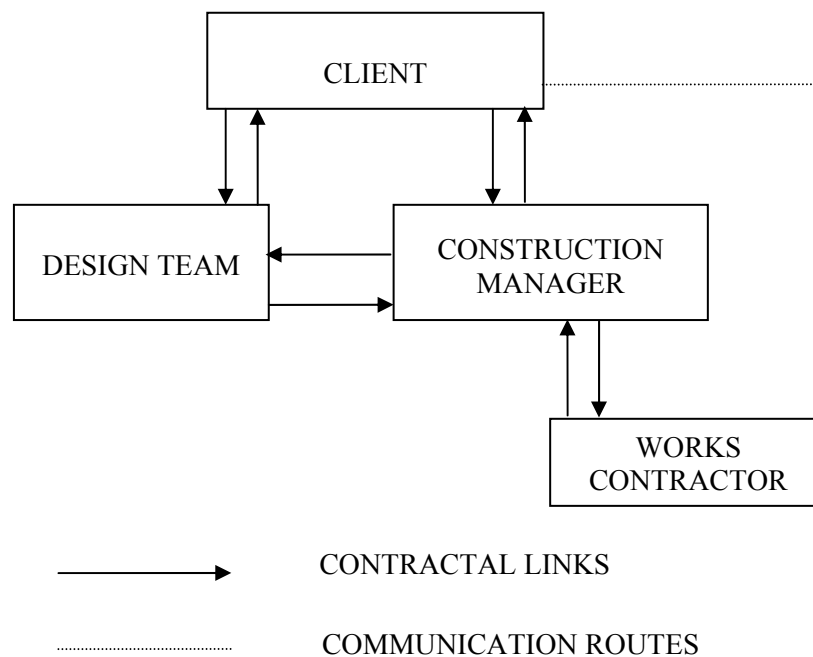 CLIENT
DESIGN TEAM
CONSTRUCTION
MANAGER
WORKS
CONTRACTOR
CONTRACTAL LINKS
COMMUNICATION ROUTES